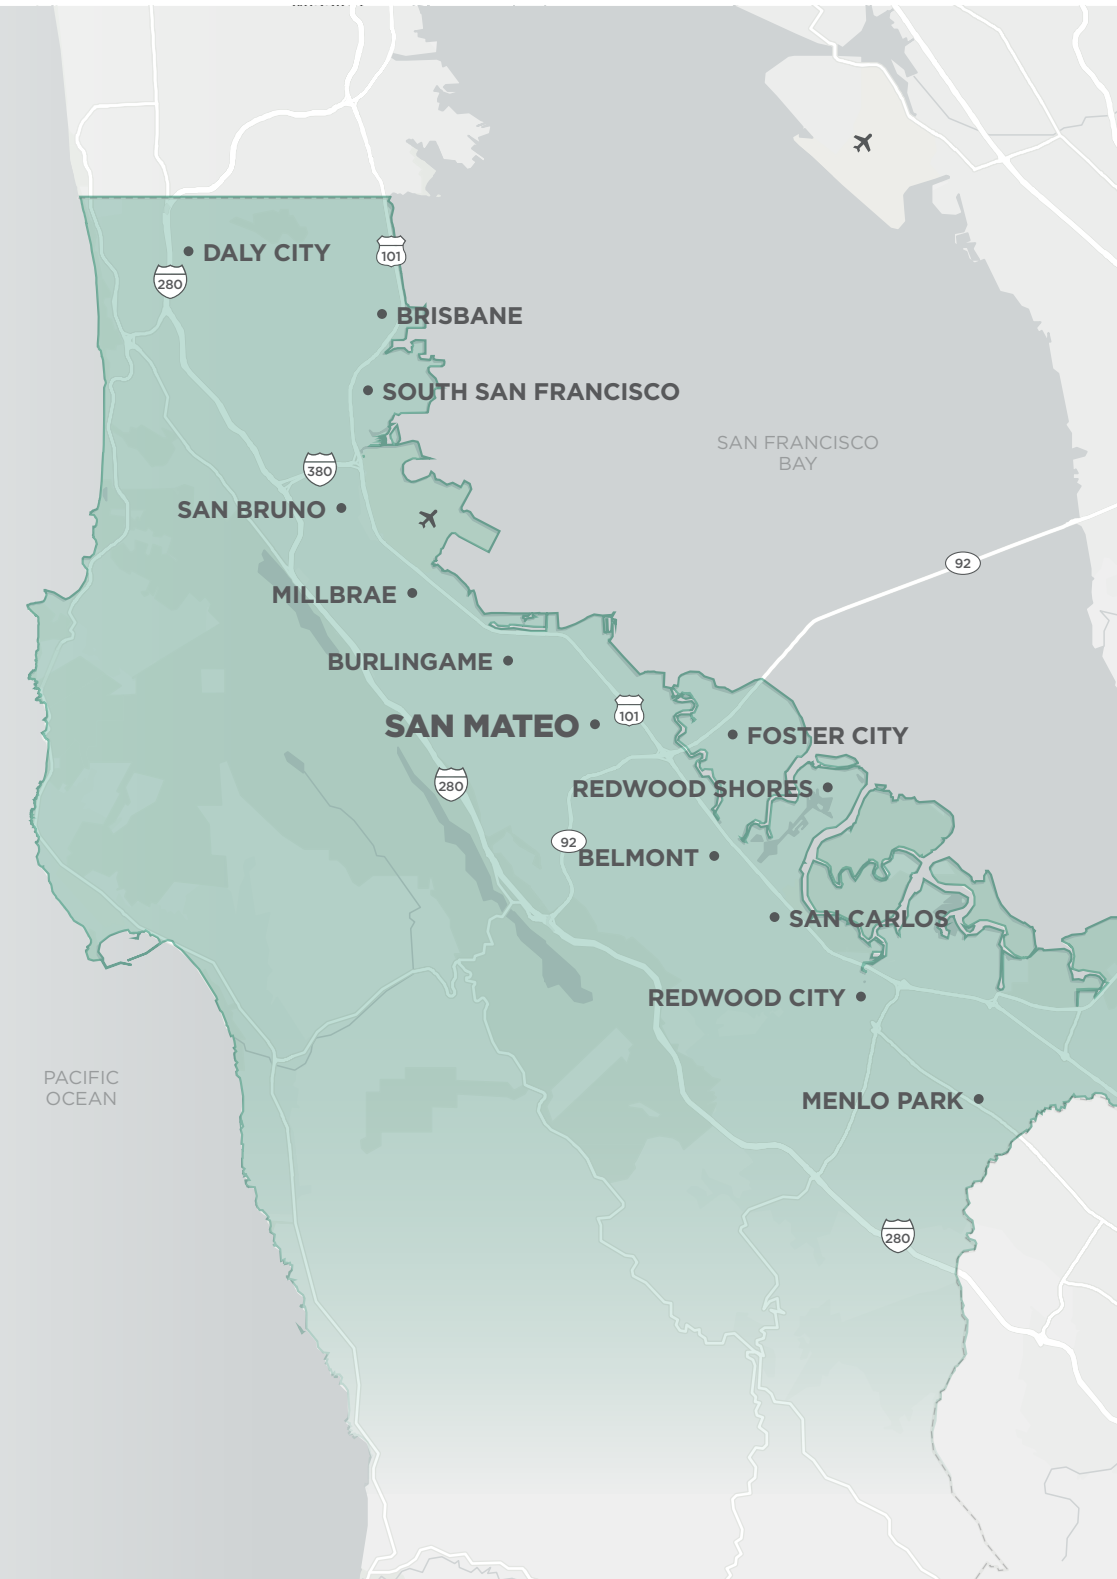 DALY CITY
101
280
BRISBANE
SOUTH SAN FRANCISCO
SAN FRANCISCO
BAY
380
SAN BRUNO
92
MILLBRAE
BURLINGAME
101
SAN MATEO
FOSTER CITY
280
REDWOOD SHORES
92
BELMONT
SAN CARLOS
REDWOOD CITY
PACIFIC
OCEAN
MENLO PARK
280